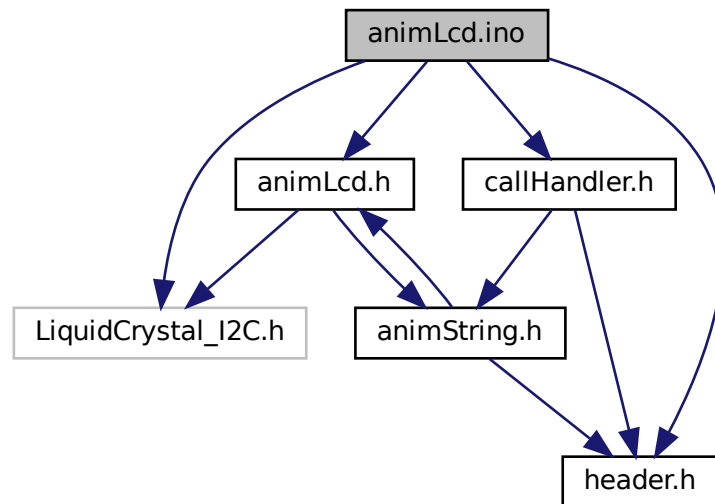 animLcd.ino
animLcd.h
callHandler.h
LiquidCrystal_I2C.h
animString.h
header.h